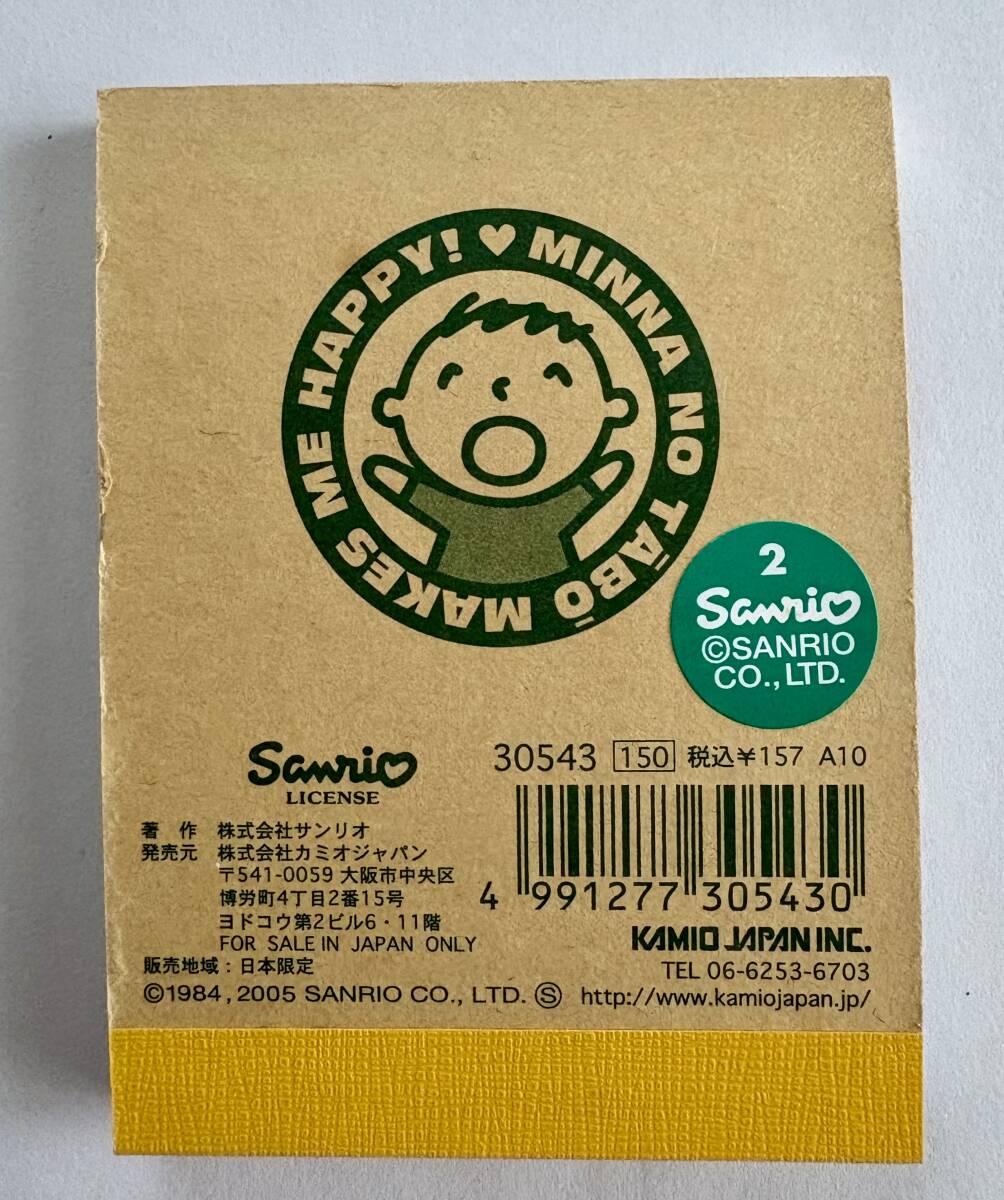 MINNA NO TĀBŌ MAKES ME HAPPY! ♥
2
Sanrio
©SANRIO
CO., LTD.
Sanrio
LICENSE
30543 150 税込¥157 A10
著 作 株式会社サンリオ
発売元 株式会社カミオジャパン
〒541-0059 大阪市中央区
博労町4丁目2番15号
ヨドコウ第2ビル6・11階
FOR SALE IN JAPAN ONLY
販売地域:日本限定
©1984, 2005 SANRIO CO., LTD. Ⓢ
4 991277 305430
KAMIO JAPAN INC.
TEL 06-6253-6703
http://www.kamiojapan.jp/